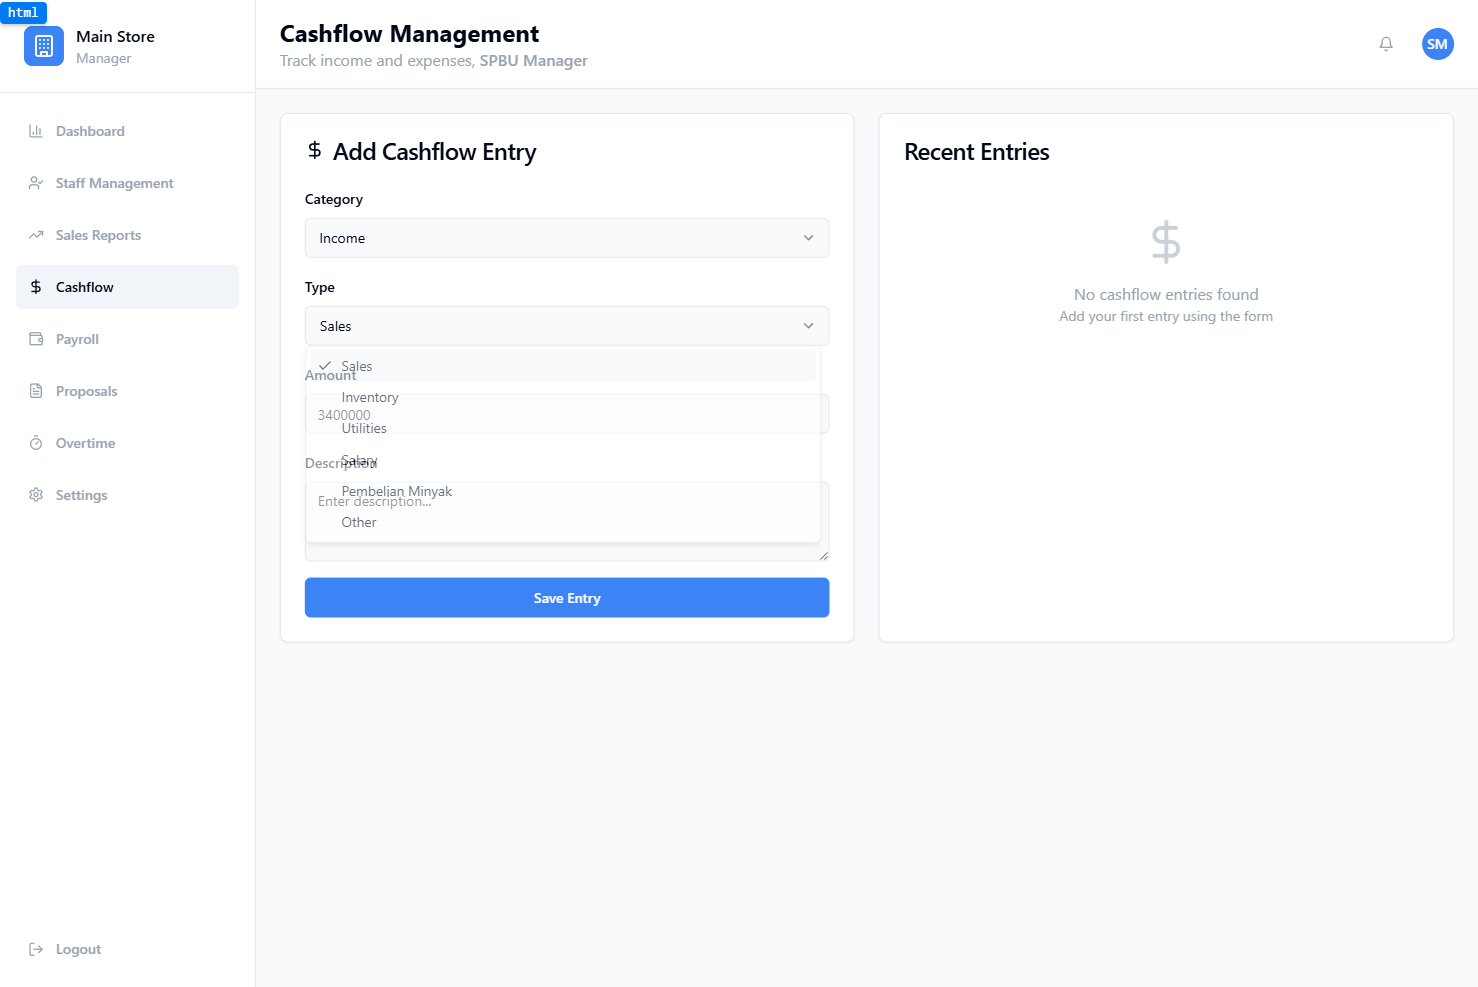 html
Main Store
Manager
Dashboard
Staff Management
Sales Reports
Cashflow
Payroll
Proposals
Overtime
Settings
Logout
Cashflow Management
Track income and expenses, SPBU Manager
SM
Add Cashflow Entry
Category
Income
Type
Sales
Sales
Amount
Inventory
3400000
Utilities
Salary
Description
Pembelian Minyak
Enter description...
Other
Save Entry
Recent Entries
No cashflow entries found
Add your first entry using the form